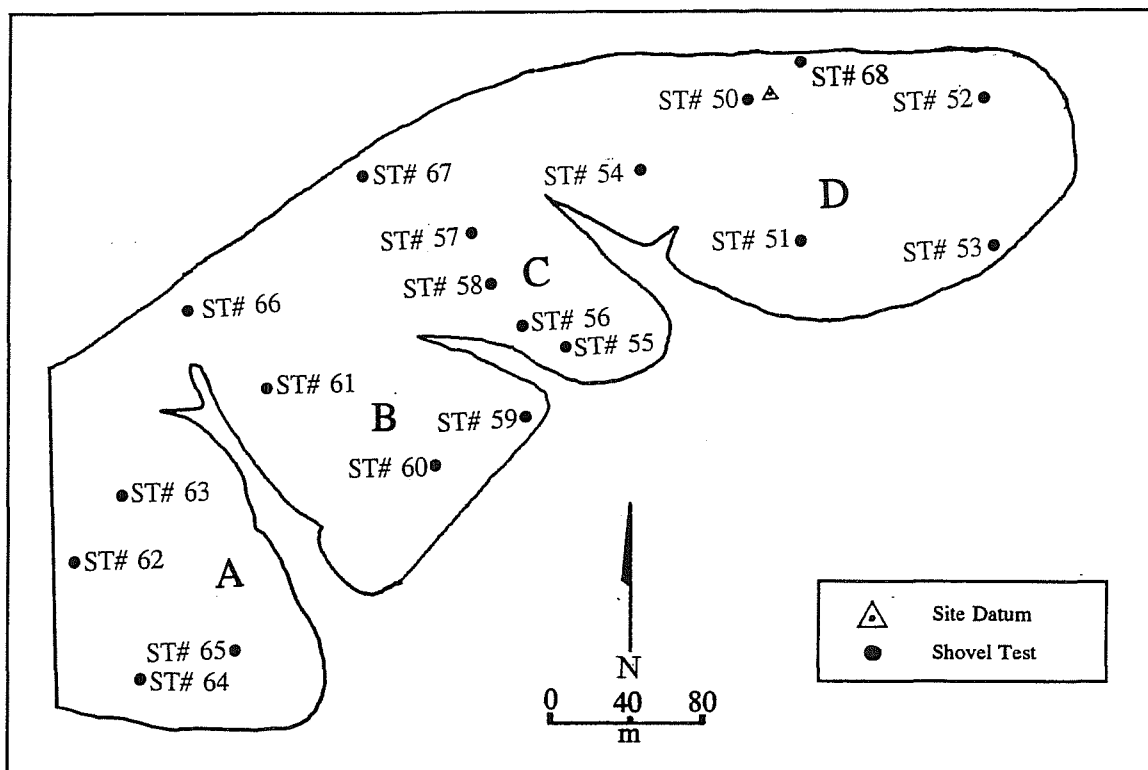 ST# 68
ST# 50
ST# 52
ST# 67
ST# 54
D
ST# 57
ST# 51
ST# 53
C
ST# 58
ST# 66
ST# 56
ST# 55
ST# 61
B
ST# 59
ST# 60
ST# 63
ST# 62
A
ST# 65
ST# 64
N
0 40 80
m
Site Datum
Shovel Test